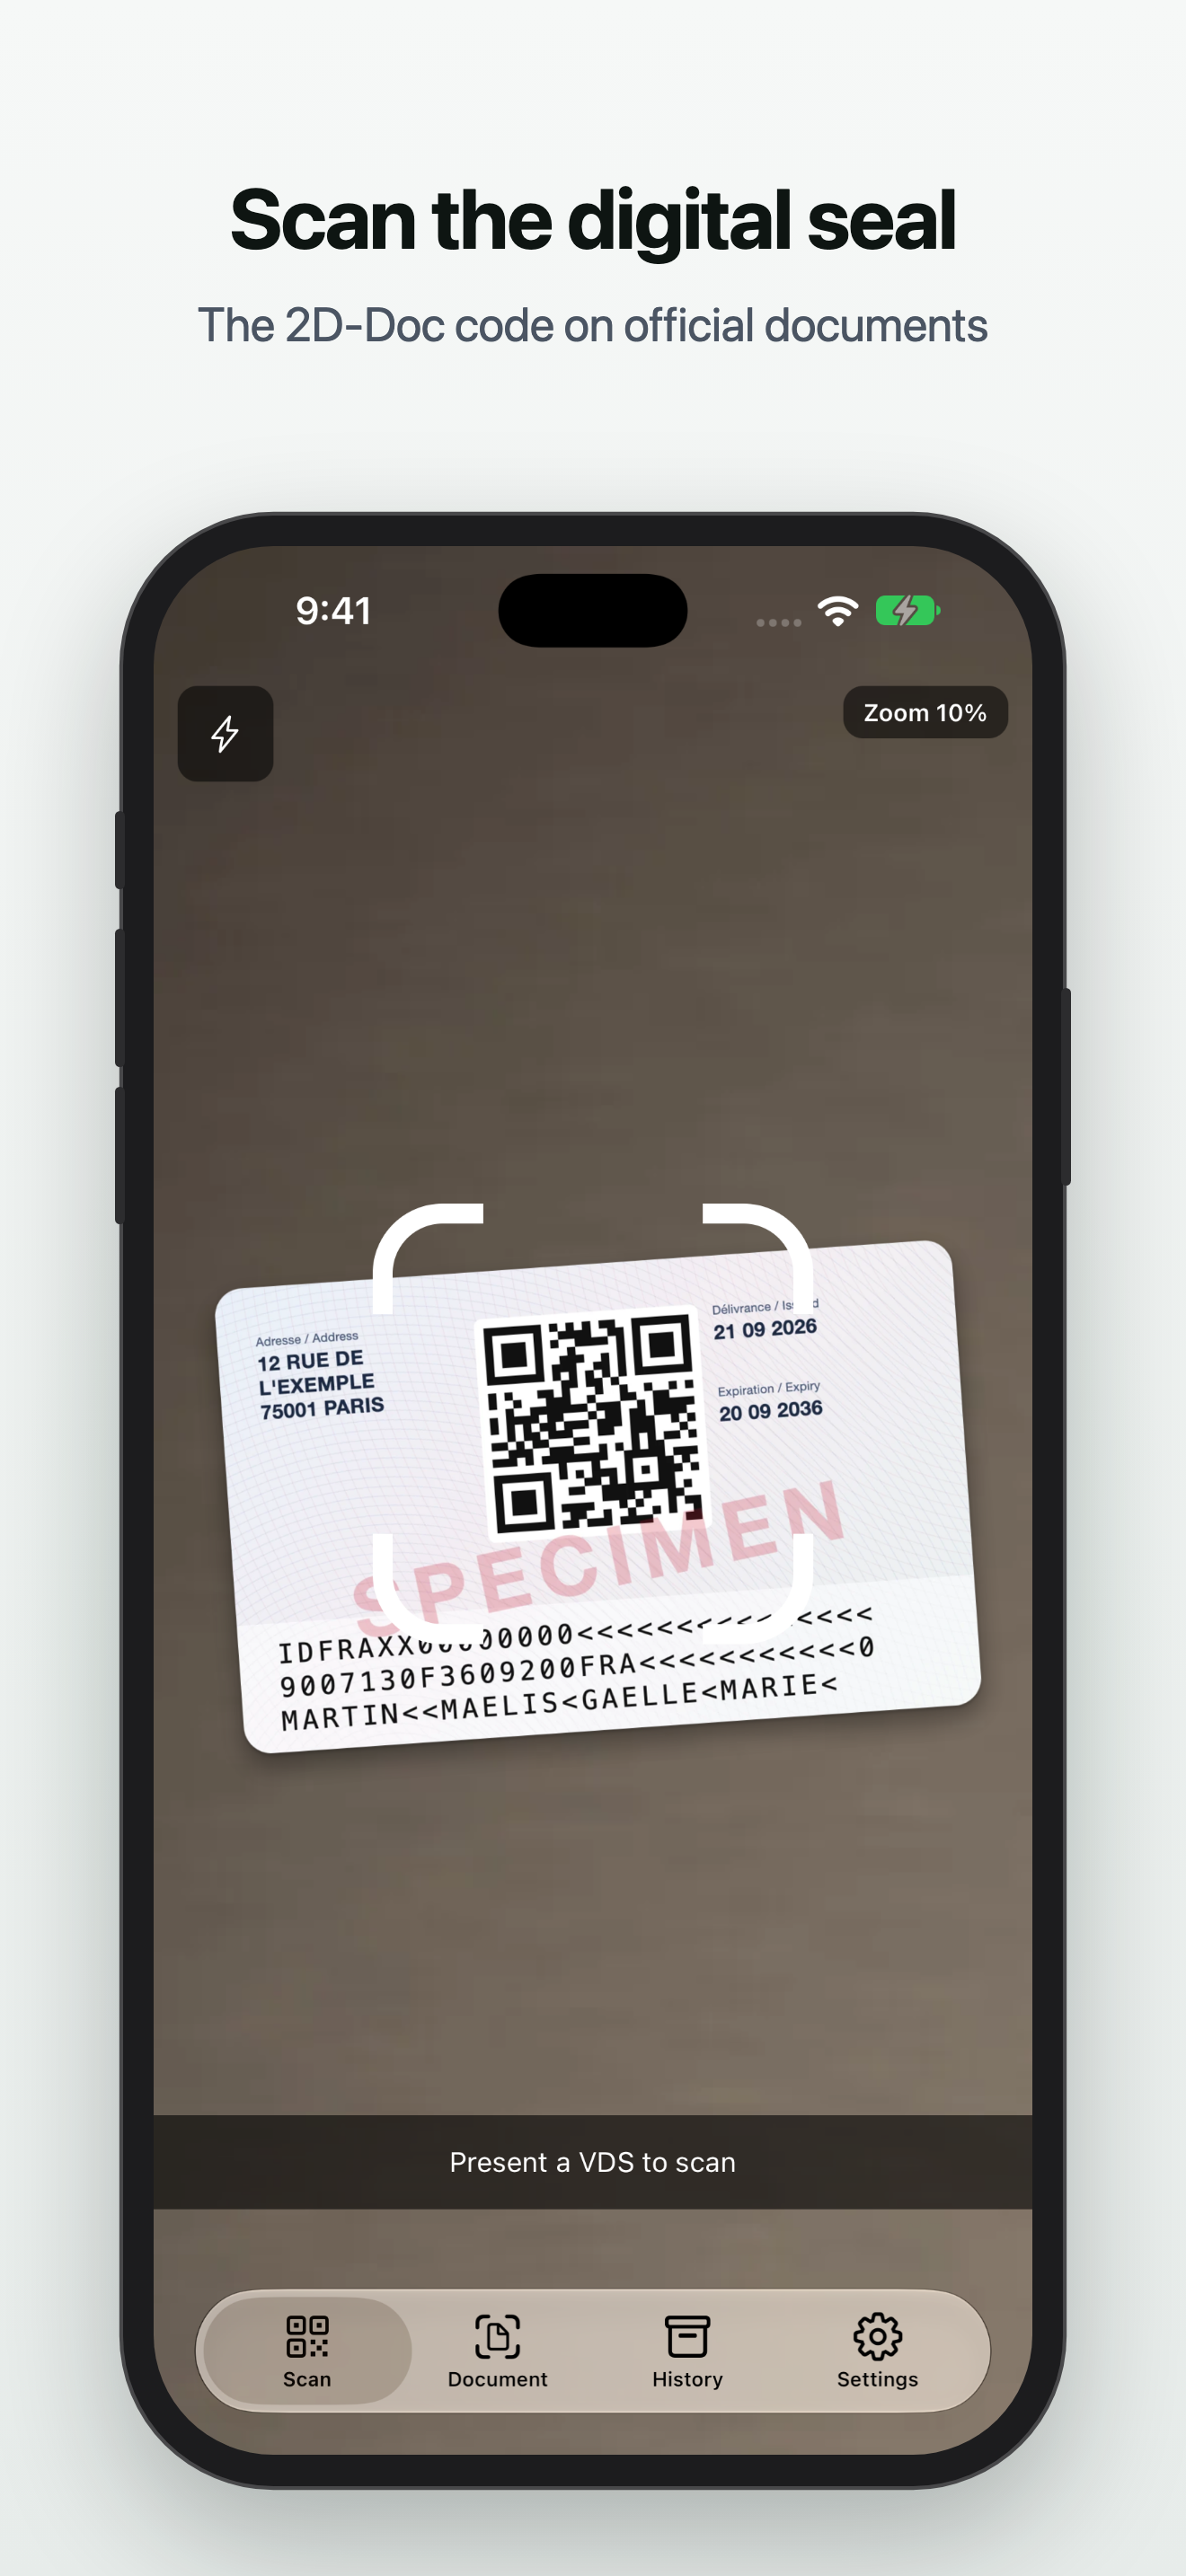 Scan the digital seal
The 2D-Doc code on official documents
9:41
Zoom 10%
Adresse / Address
12 RUE DE
L'EXEMPLE
75001 PARIS
Délivrance /
21 09 2026
Expiration / Expiry
20 09 2036
SPECIMEN
9007130F3609200FRA<<<<<<<<<<<0
MARTIN<<MAELIS<GAELLE<MARIE<
Present a VDS to scan
Scan
Document
History
Settings